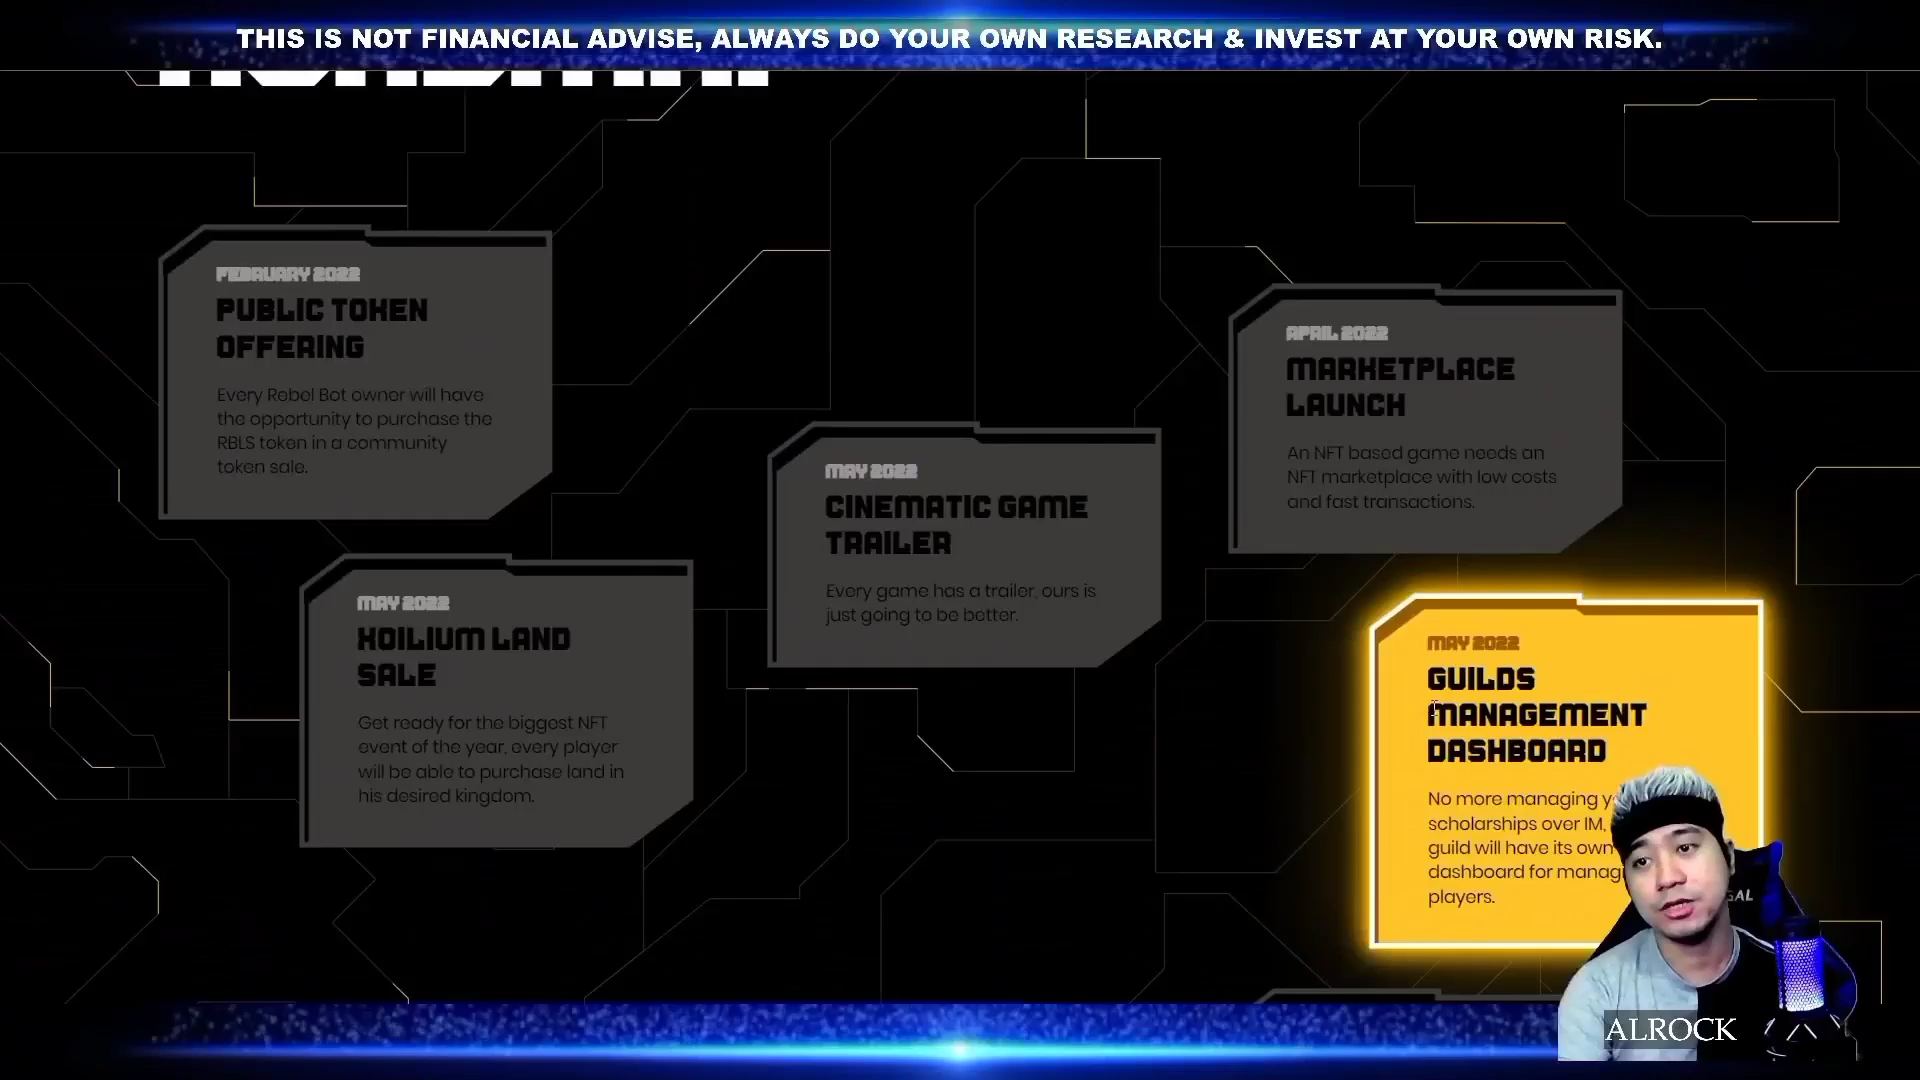 THIS IS NOT FINANCIAL ADVISE, ALWAYS DO YOUR OWN RESEARCH & INVEST AT YOUR OWN RISK.
FEBRUARY 2022
PUBLIC TOKEN
OFFERING
Every Rebel Bot owner will have
the opportunity to purchase the
RBLS token in a community
token sale.
MAY 2022
KOILIUM LAND
SALE
Get ready for the biggest NFT
event of the year, every player
will be able to purchase land in
his desired kingdom.
MAY 2022
CINEMATIC GAME
TRAILER
Every game has a trailer, ours is
just going to be better.
APRIL 2022
MARKETPLACE
LAUNCH
An NFT based game needs an
NFT marketplace with low costs
and fast transactions.
MAY 2022
GUILDS
MANAGEMENT
DASHBOARD
No more managing
scholarships over IM,
guild will have its own
dashboard for
players.
ALROCK